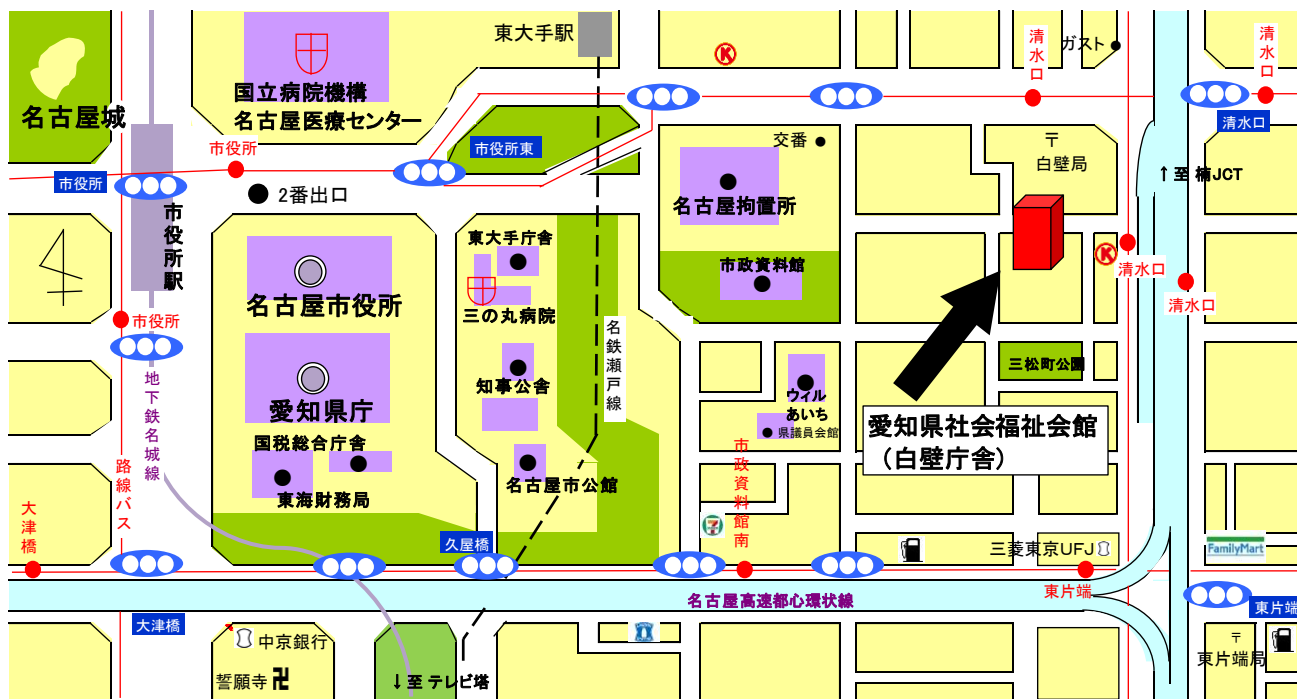 東大手駅
清水口
ガスト
清水口
国立病院機構
名古屋医療センター
名古屋城
K
清水口
市役所東
市役所
交番
〒
白壁局
↑至 楠JCT
市役所
2番出口
名古屋拘置所
市役所駅
東大手庁舎
市政資料館
K
清水口
清水口
名古屋市役所
三の丸病院
市役所
名鉄瀬戸線
三松町公園
知事公舎
ウィル
あいち
県議員会館
愛知県庁
地下鉄名城線
愛知県社会福祉会館
(白壁庁舎)
国税総合庁舎
路線バス
市政資料館南
名古屋市公館
東海財務局
大津橋
7
久屋橋
三菱東京UFJ
FamilyMart
東片端
名古屋高速都心環状線
東片端
大津橋
中京銀行
〒
東片端局
誓願寺卍
↓至 テレビ塔